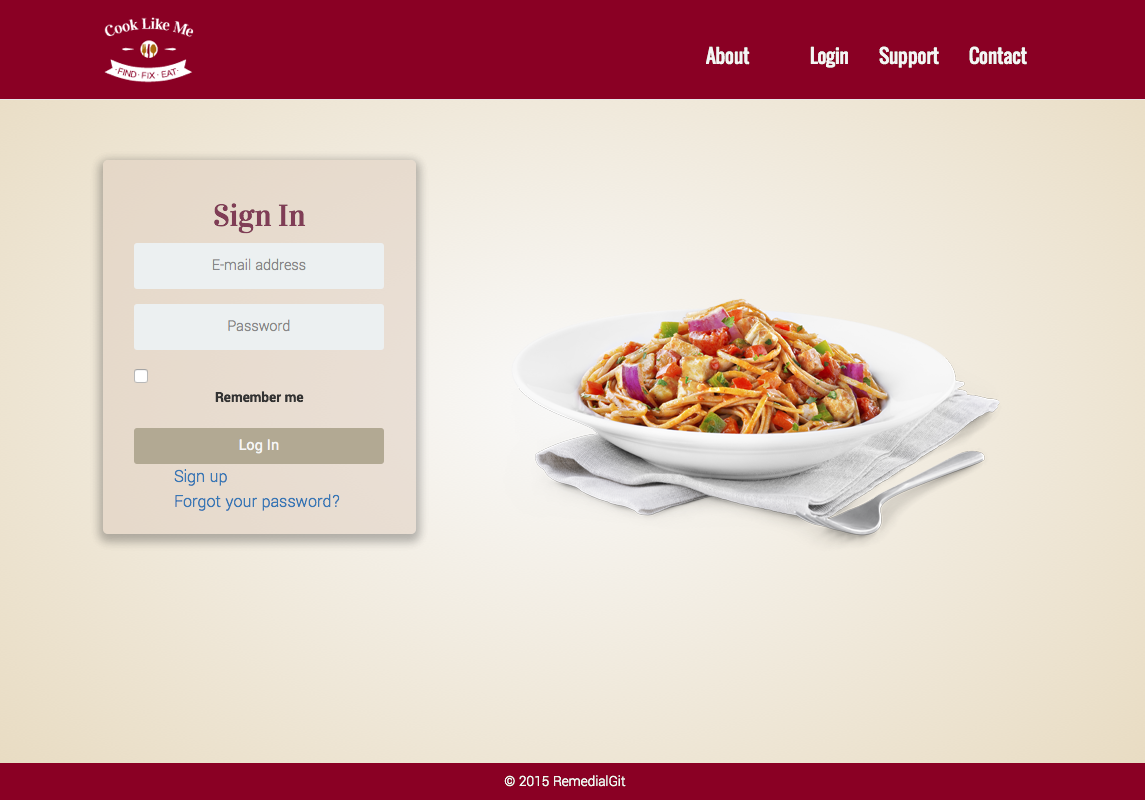 Cook Like Me
FIND · FIX · EAT
About Login Support Contact
Sign In
E-mail address
Password
Remember me
Log In
Sign up
Forgot your password?
© 2015 RemedialGit